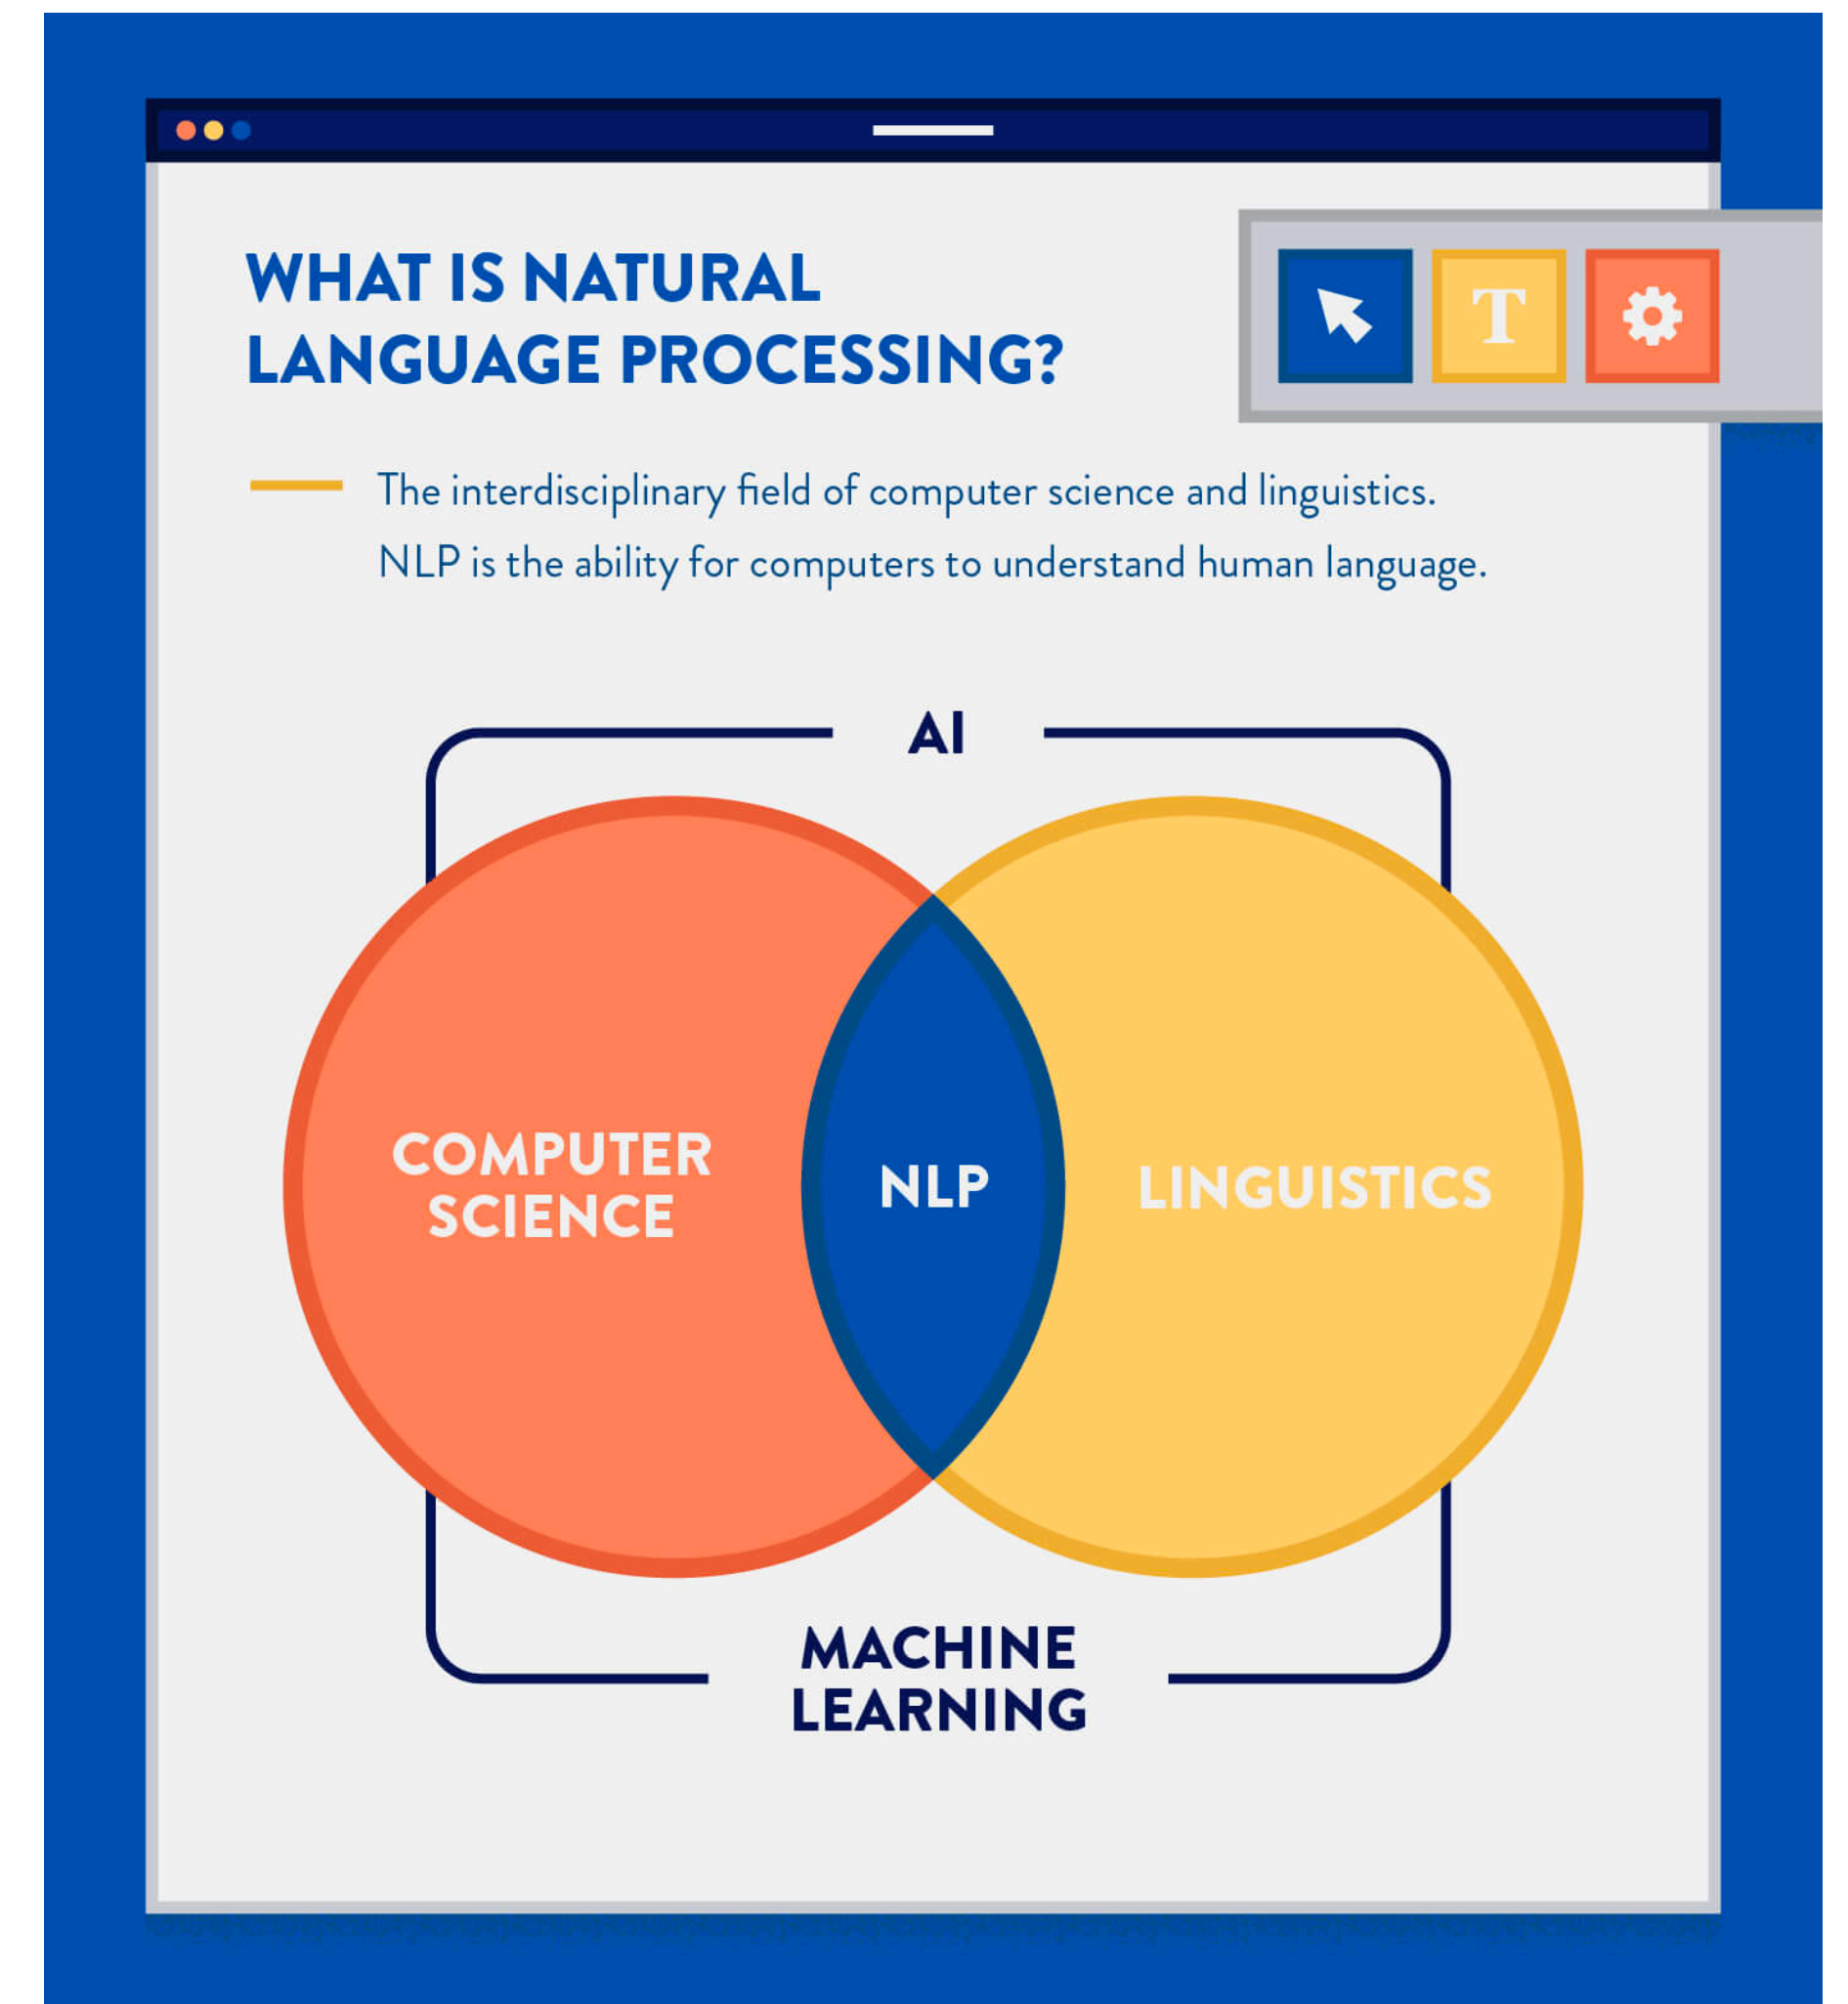 WHAT IS NATURAL
LANGUAGE PROCESSING?
T
The interdisciplinary field of computer science and linguistics.
NLP is the ability for computers to understand human language.
AI
COMPUTER
SCIENCE
NLP
LINGUISTICS
MACHINE
LEARNING